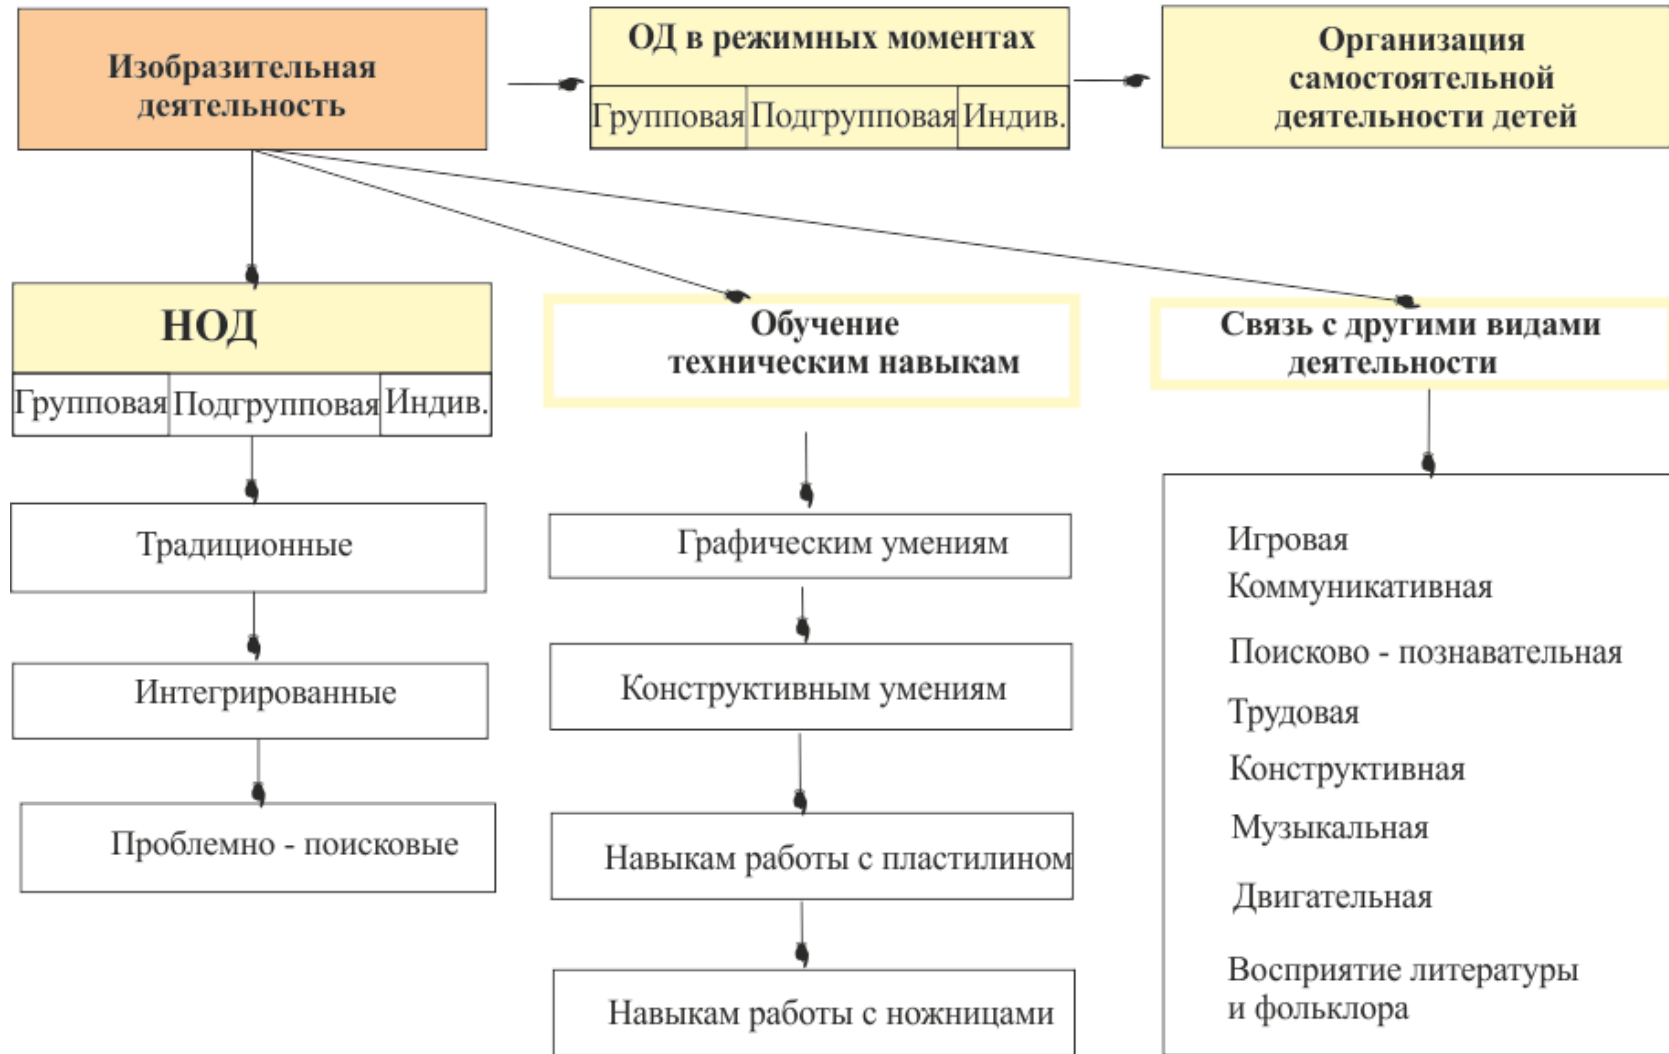 Изобразительная
деятельность
ОД в режимных моментах
Групповая Подгрупповая Индив.
Организация
самостоятельной
деятельности детей
НОД
Групповая Подгрупповая Индив.
Традиционные
Интегрированные
Проблемно - поисковые
Обучение
техническим навыкам
Графическим умениям
Конструктивным умениям
Навыкам работы с пластилином
Навыкам работы с ножницами
Связь с другими видами
деятельности
Игровая
Коммуникативная
Поисково - познавательная
Трудовая
Конструктивная
Музыкальная
Двигательная
Восприятие литературы
и фольклора